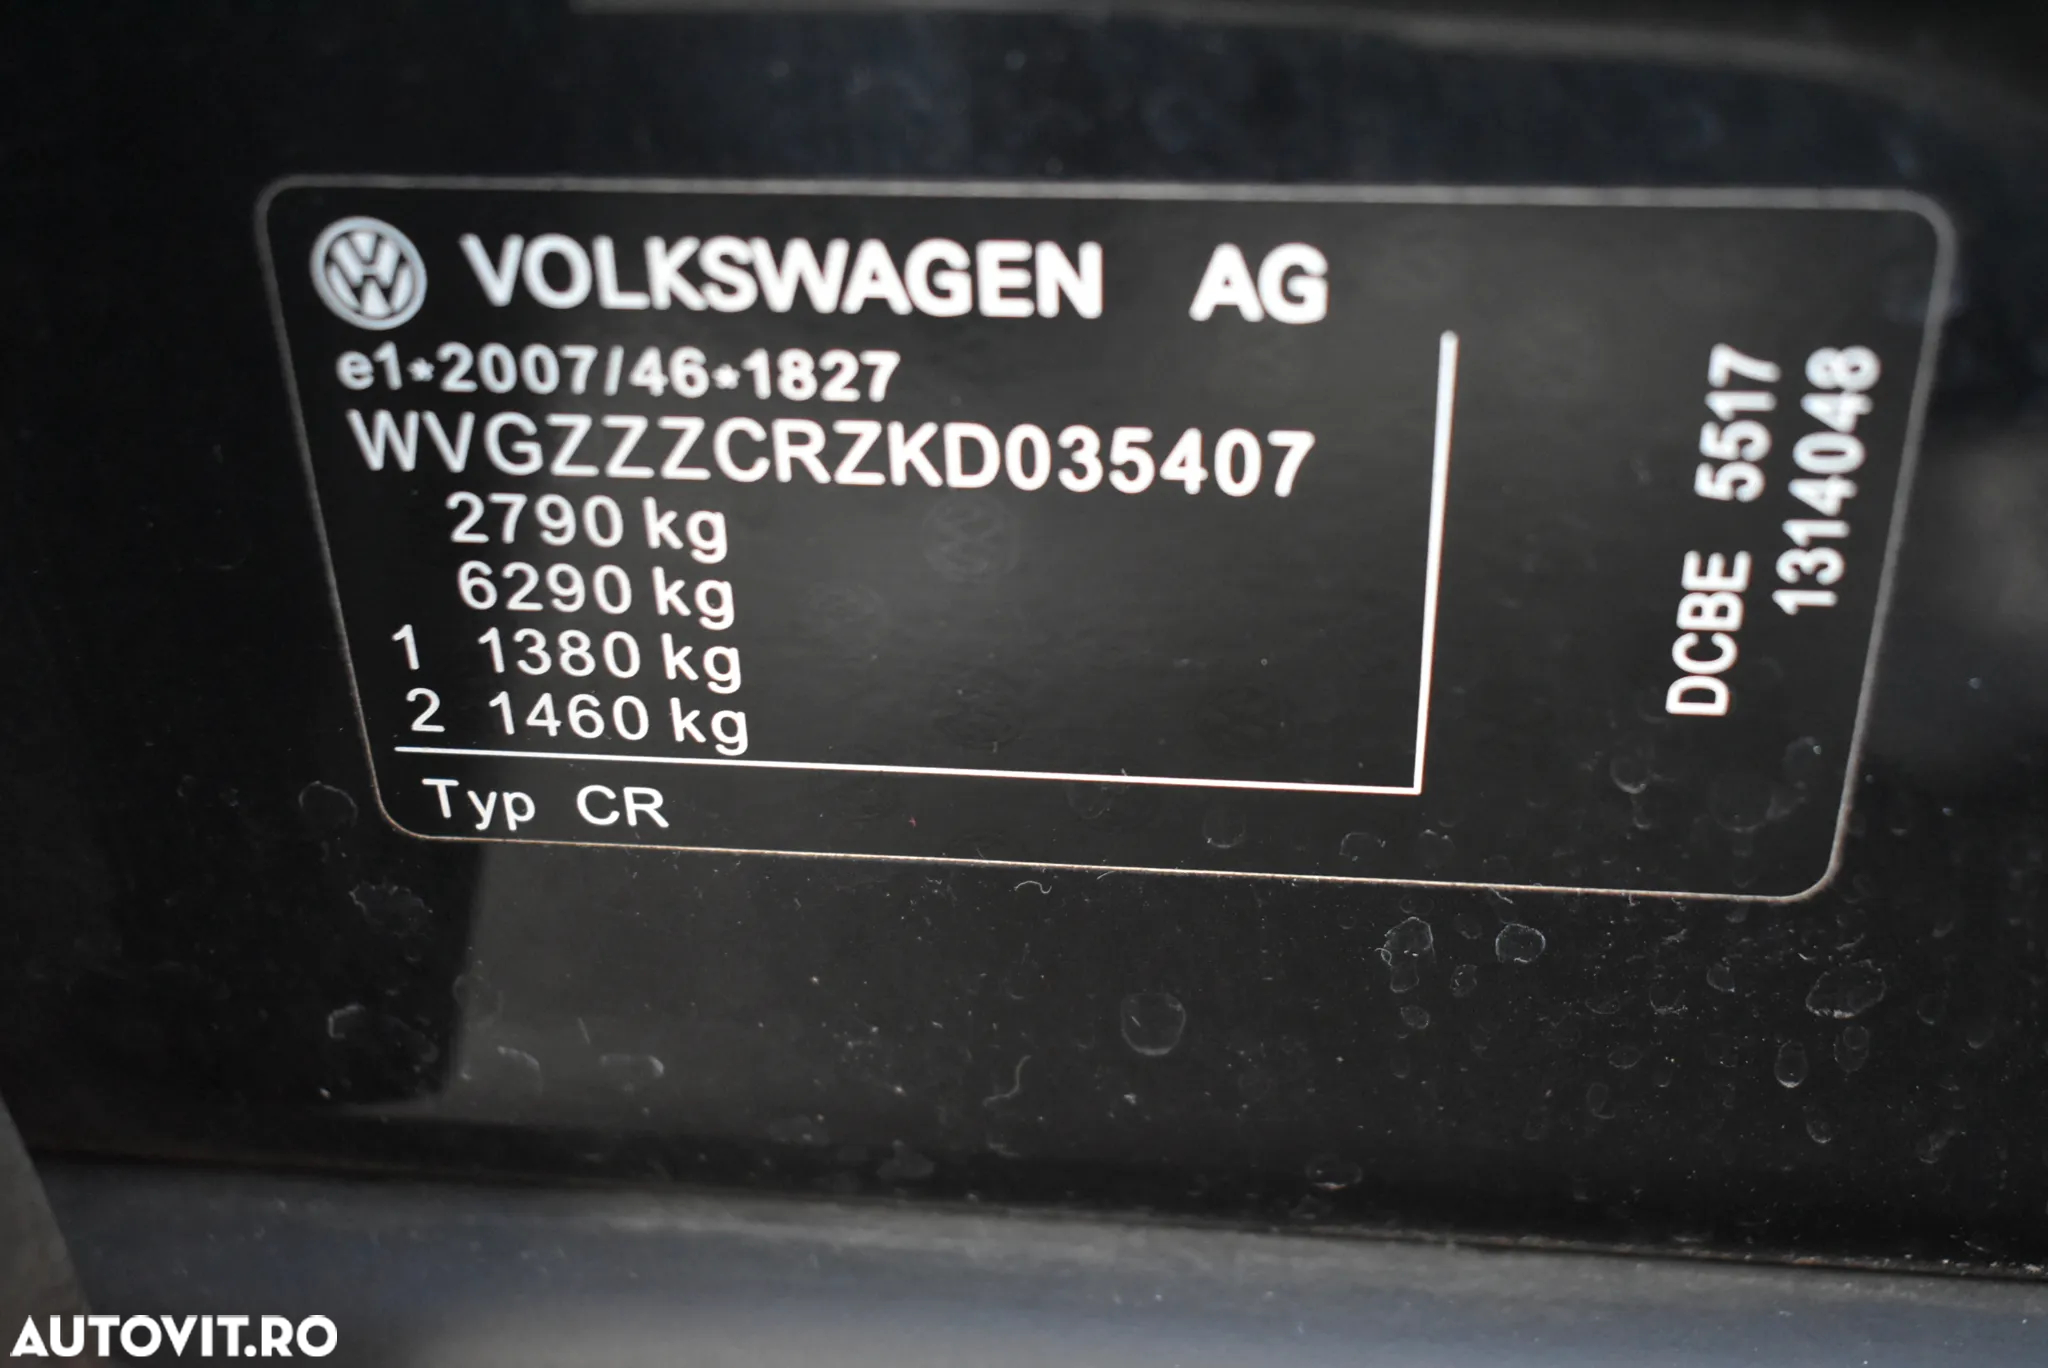 VOLKSWAGEN AG
e1*2007/46*1827
WVGZZZCRZKD035407
2790 kg
6290 kg
1 1380 kg
2 1460 kg
Typ CR
DCBE 5517
1314048
AUTOVIT.RO